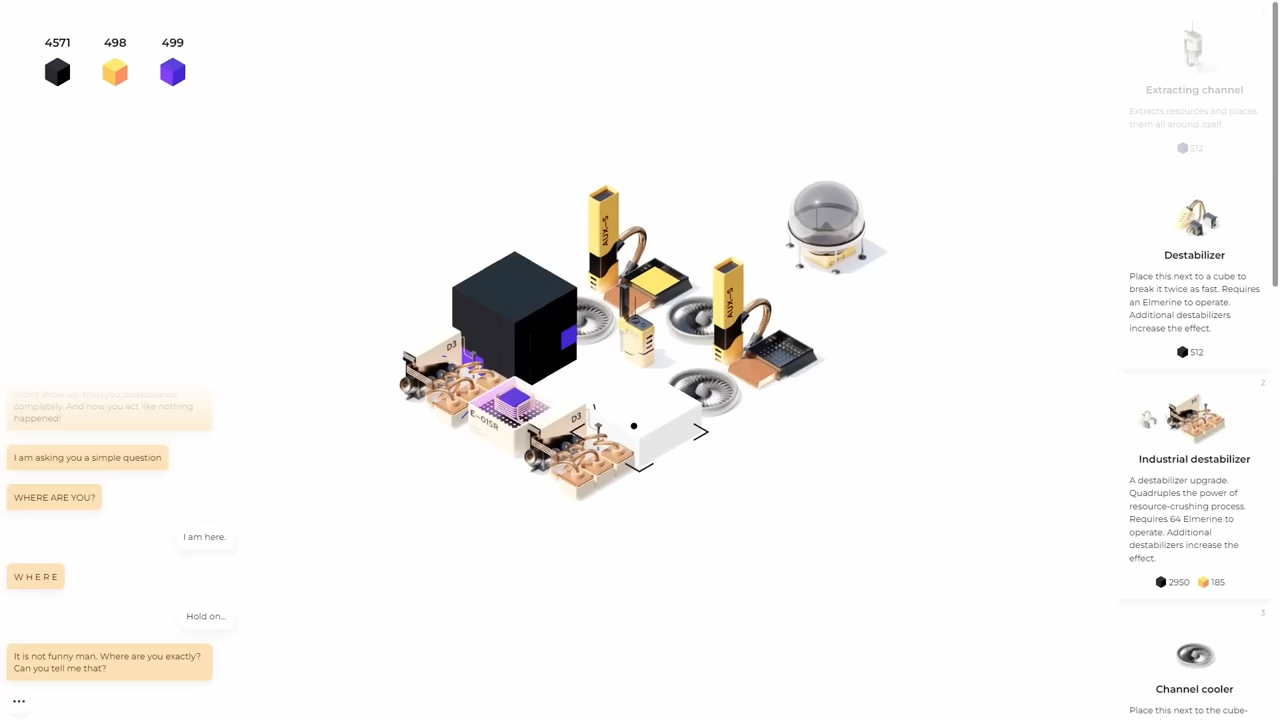 4571
498
499
didn't show up, then you disappeared
completely. And now you act like nothing
happened!
I am asking you a simple question
WHERE ARE YOU?
I am here.
W H E R E
Hold on...
It is not funny man. Where are you exactly?
Can you tell me that?
...
AUX-S
AUX-S
D3
E-01SR
D3
Extracting channel
Extracts resources and places
them all around itself
512
Destabilizer
Place this next to a cube to
break it twice as fast. Requires
an Elmerine to operate.
Additional destabilizers
increase the effect.
512
2
Industrial destabilizer
A destabilizer upgrade.
Quadruples the power of
resource-crushing process.
Requires 64 Elmerine to
operate. Additional
destabilizers increase the
effect.
2950 185
3
Channel cooler
Place this next to the cube-